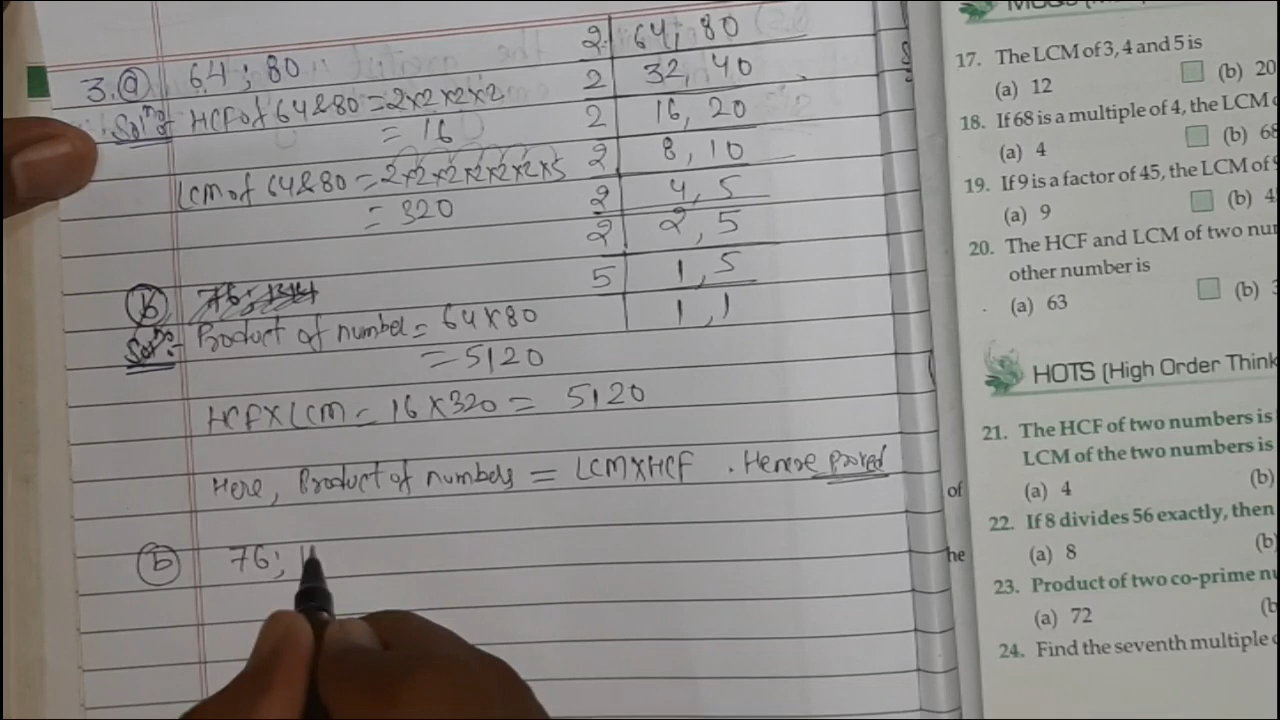 3. (a) 64 ; 80
Solⁿ: HCF of 64 & 80 = 2×2×2×2
= 16
LCM of 64 & 80 = 2×2×2×2×2×2×5
= 320
2 | 64, 80
2 | 32, 40
2 | 16, 20
2 | 8, 10
2 | 4, 5
2 | 2, 5
5 | 1, 5
1, 1
(b)
Solⁿ:- Product of number = 64 × 80
= 5120
HCF × LCM = 16 × 320 = 5120
Here, Product of numbers = LCM × HCF . Hence proved
(b) 76 ;
17. The LCM of 3, 4 and 5 is
(a) 12 (b) 20
18. If 68 is a multiple of 4, the LCM
(a) 4 (b) 68
19. If 9 is a factor of 45, the LCM of
(a) 9 (b) 4
20. The HCF and LCM of two nu
other number is
(a) 63 (b)
HOTS (High Order Think
21. The HCF of two numbers is
LCM of the two numbers is
of
(a) 4 (b)
22. If 8 divides 56 exactly, then
he
(a) 8 (b)
23. Product of two co-prime nu
(a) 72 (b
24. Find the seventh multiple